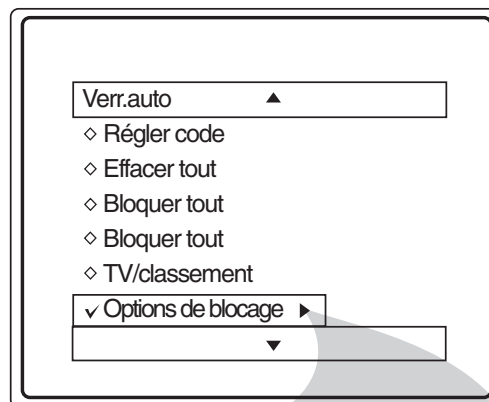 Verr.auto
Régler code
Effacer tout
Bloquer tout
Bloquer tout
TV/classement
Options de blocage